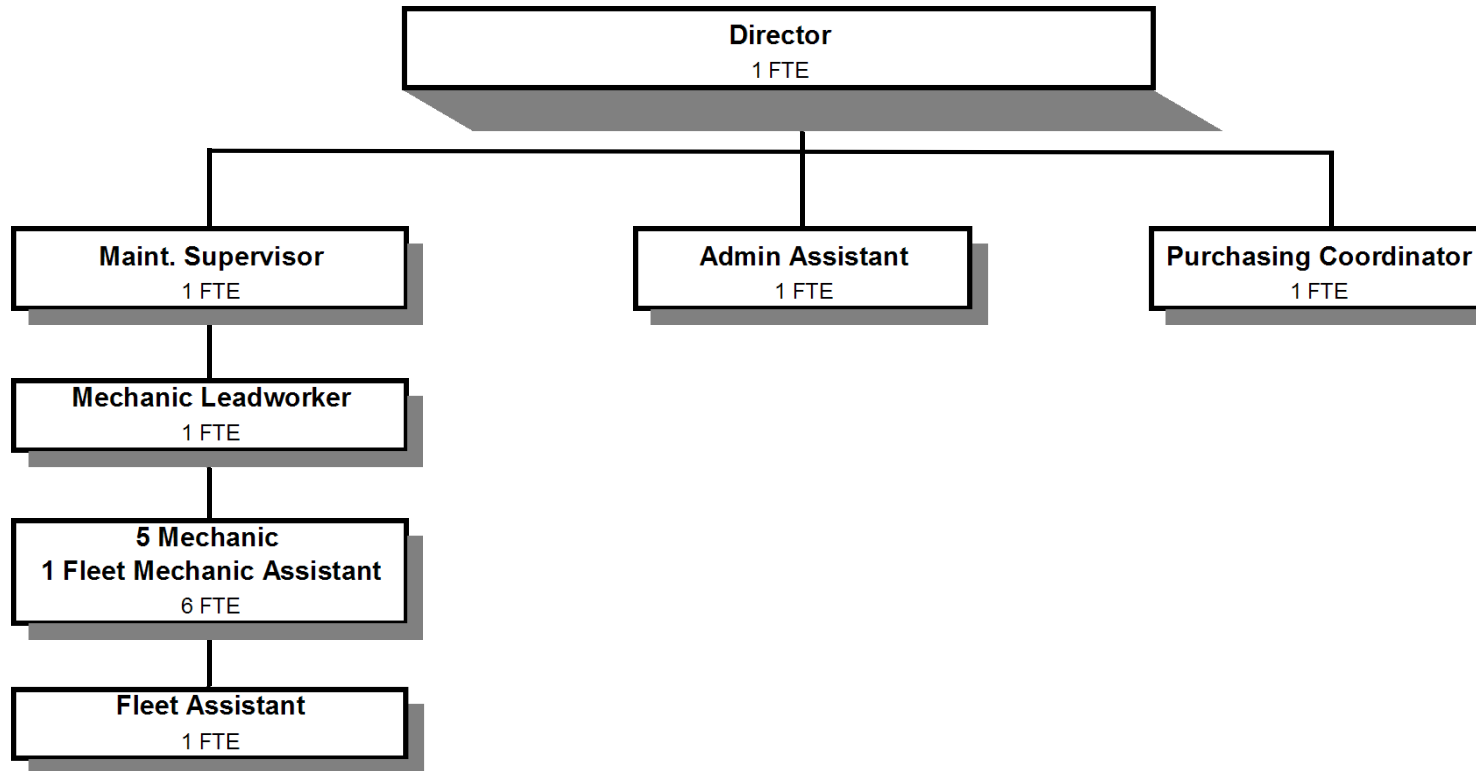 Director
1 FTE
Maint. Supervisor
1 FTE
Admin Assistant
1 FTE
Purchasing Coordinator
1 FTE
Mechanic Leadworker
1 FTE
5 Mechanic
1 Fleet Mechanic Assistant
6 FTE
Fleet Assistant
1 FTE